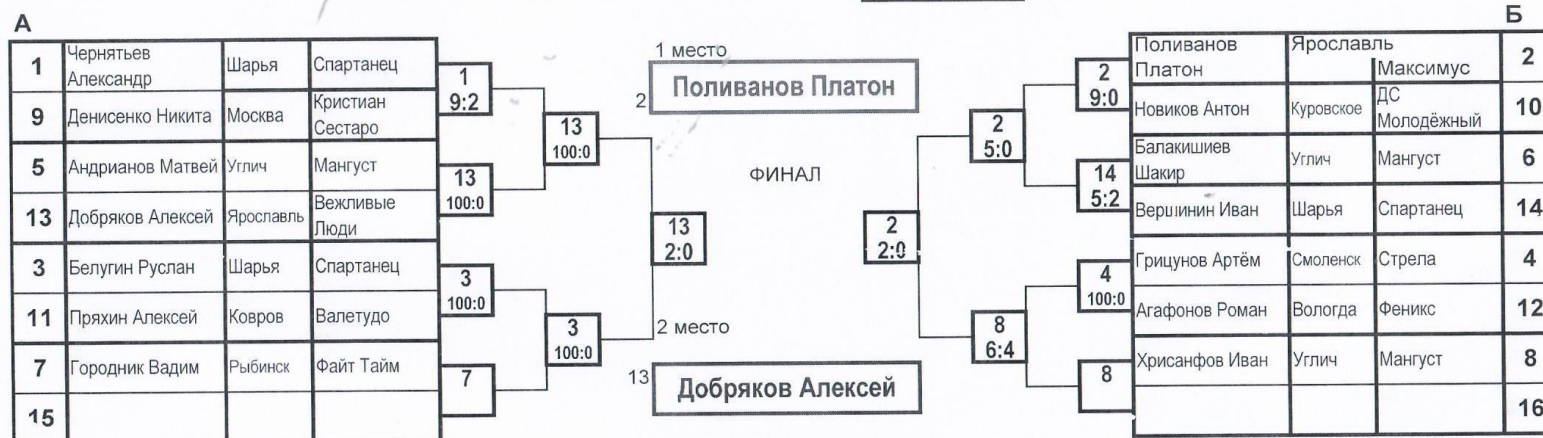 А
Б
1 Чернятьев Александр Шарья Спартанец
9 Денисенко Никита Москва Кристиан Сестаро
5 Андрианов Матвей Углич Мангуст
13 Добряков Алексей Ярославль Вежливые Люди
3 Белугин Руслан Шарья Спартанец
11 Пряхин Алексей Ковров Валетудо
7 Городник Вадим Рыбинск Файт Тайм
15
1
9:2
13
100:0
3
100:0
7
13
100:0
3
100:0
13
2:0
1 место
2 Поливанов Платон
ФИНАЛ
2 место
13 Добряков Алексей
2
2:0
2
5:0
8
6:4
2
9:0
14
5:2
4
100:0
8
Поливанов Платон Ярославль Максимус 2
Новиков Антон Куровское ДС Молодёжный 10
Балакишиев Шакир Углич Мангуст 6
Вершинин Иван Шарья Спартанец 14
Грицунов Артём Смоленск Стрела 4
Агафонов Роман Вологда Феникс 12
Хрисанфов Иван Углич Мангуст 8
16